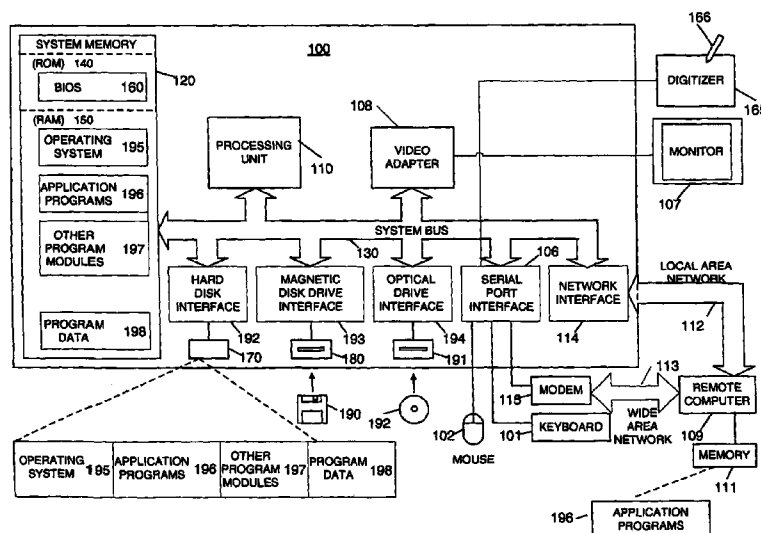 SYSTEM MEMORY
(ROM) 140
BIOS 160
120
(RAM) 150
OPERATING SYSTEM 195
APPLICATION PROGRAMS 196
OTHER PROGRAM MODULES 197
PROGRAM DATA 198
100
PROCESSING UNIT
110
108
VIDEO ADAPTER
166
DIGITIZER
165
MONITOR
107
SYSTEM BUS
130
106
HARD DISK INTERFACE
MAGNETIC DISK DRIVE INTERFACE
OPTICAL DRIVE INTERFACE
SERIAL PORT INTERFACE
NETWORK INTERFACE
192
193
194
114
LOCAL AREA NETWORK
112
170
180
191
190
192
102
MOUSE
MODEM
KEYBOARD
101
113
WIDE AREA NETWORK
REMOTE COMPUTER
109
MEMORY
111
OPERATING SYSTEM 195
APPLICATION PROGRAMS 196
OTHER PROGRAM MODULES 197
PROGRAM DATA 198
196
APPLICATION PROGRAMS